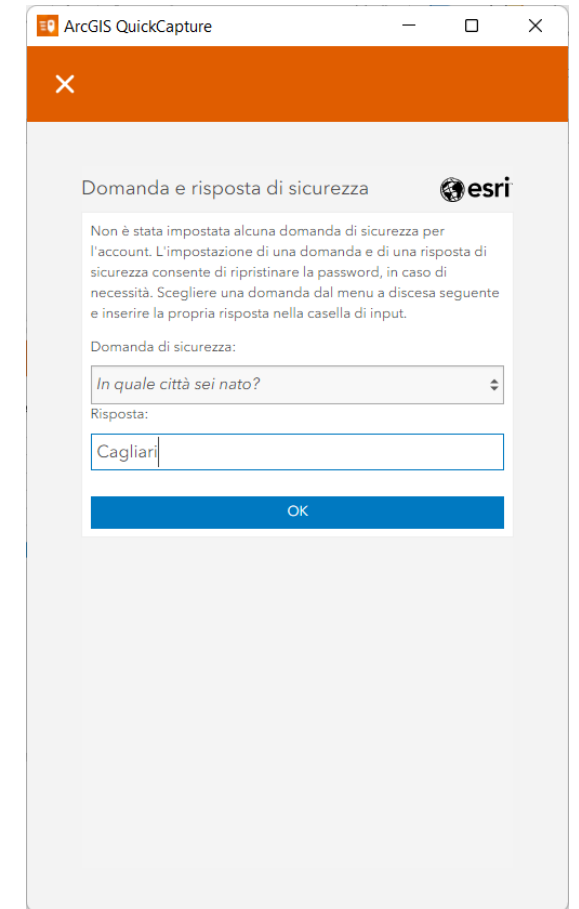 ArcGIS QuickCapture
Domanda e risposta di sicurezza
esri
Non è stata impostata alcuna domanda di sicurezza per
l'account. L'impostazione di una domanda e di una risposta di
sicurezza consente di ripristinare la password, in caso di
necessità. Scegliere una domanda dal menu a discesa seguente
e inserire la propria risposta nella casella di input.
Domanda di sicurezza:
In quale città sei nato?
Risposta:
Cagliari
OK